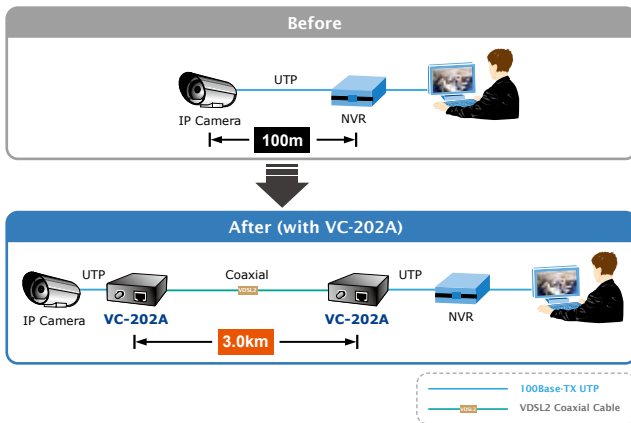 Before
UTP
IP Camera
NVR
100m
After (with VC-202A)
UTP
Coaxial
UTP
VDSL2
IP Camera
VC-202A
VC-202A
NVR
3.0km
100Base-TX UTP
VDSL2
VDSL2 Coaxial Cable